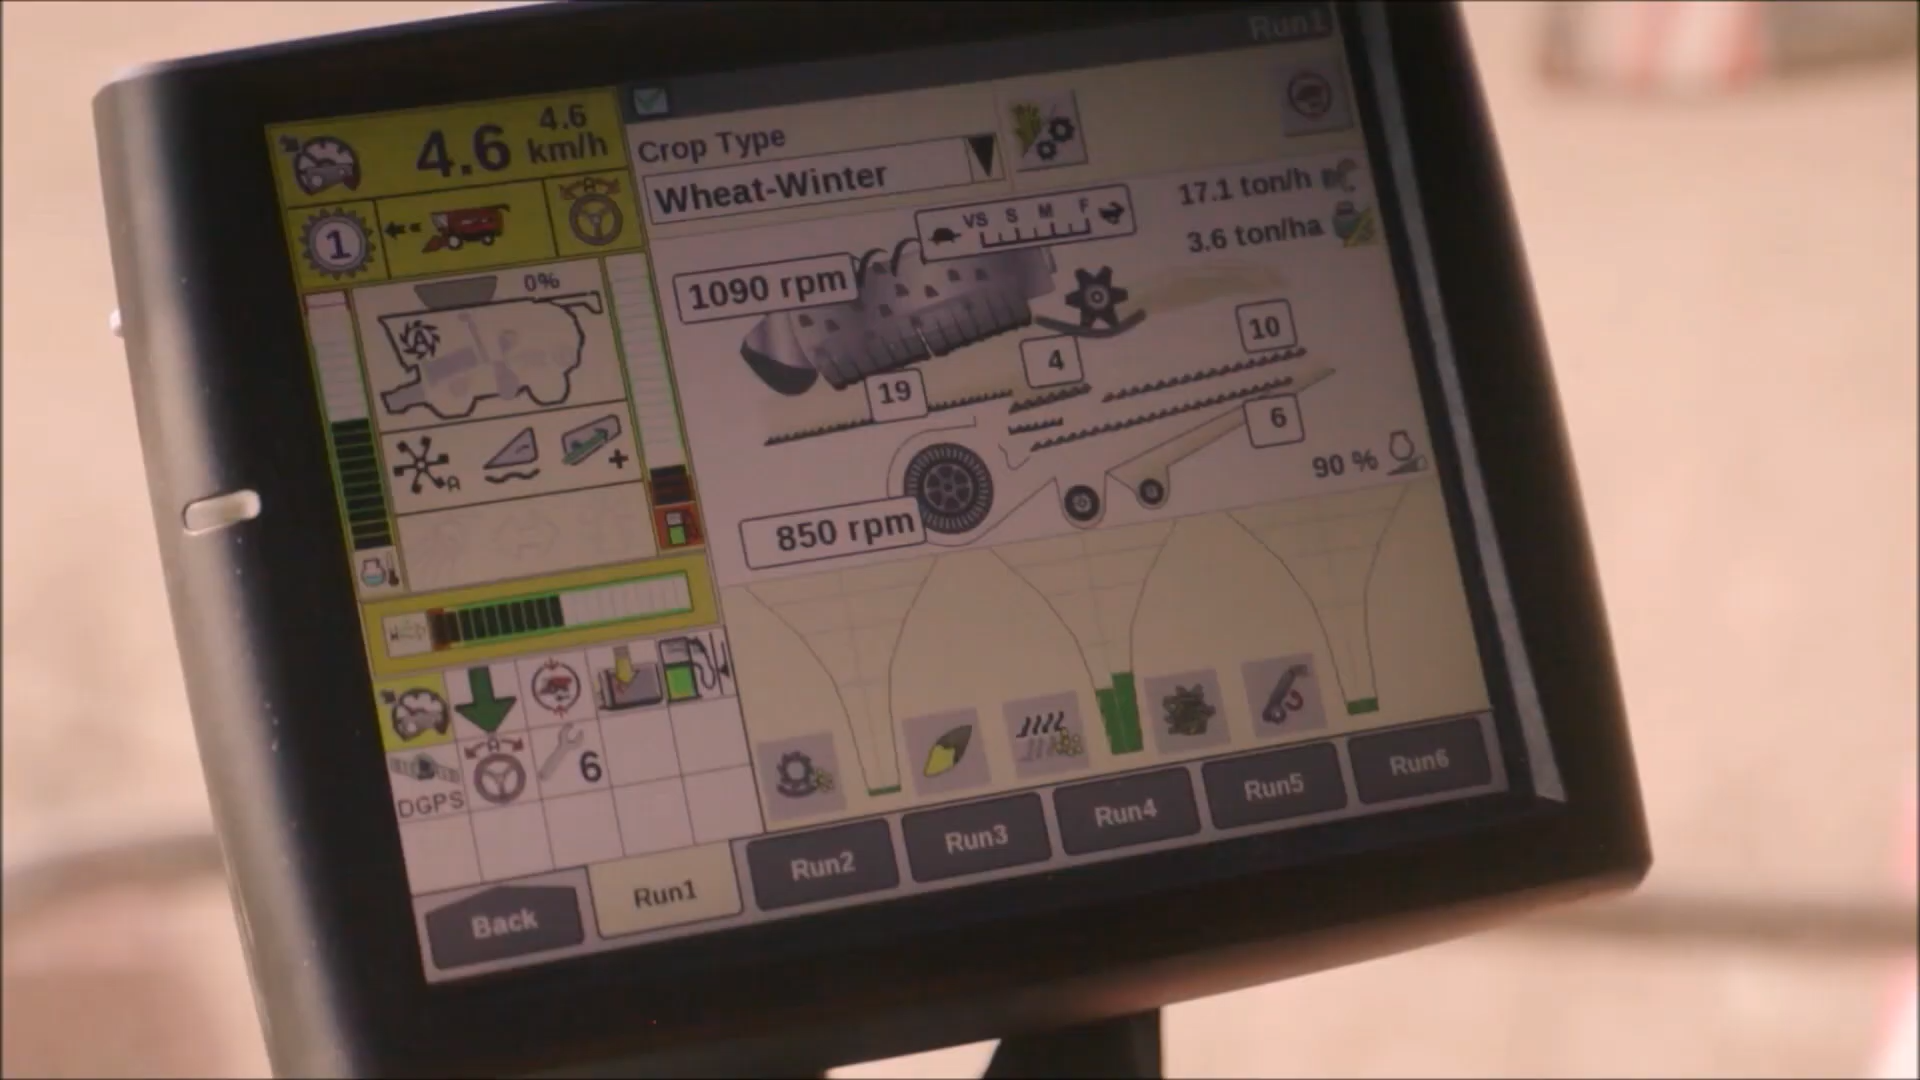 Run1
4.6
4.6
km/h
Crop Type
Wheat-Winter
1
A
VS S M F
17.1 ton/h
3.6 ton/ha
0%
A
1090 rpm
10
4
19
6
A
90 %
850 rpm
A
DGPS
6
Back
Run1
Run2
Run3
Run4
Run5
Run6